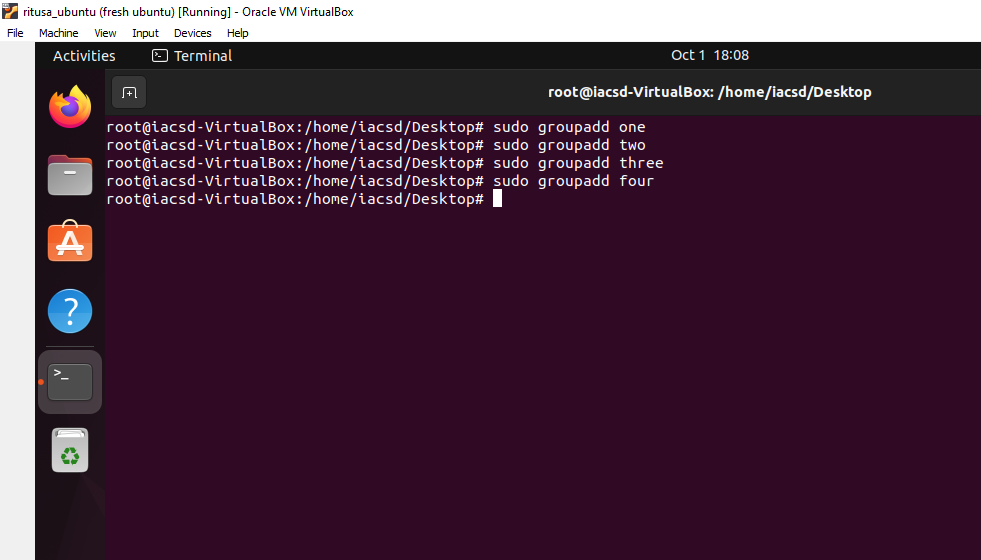 ritusa_ubuntu (fresh ubuntu) [Running] - Oracle VM VirtualBox
File Machine View Input Devices Help
Activities Terminal Oct 1 18:08
root@iacsd-VirtualBox: /home/iacsd/Desktop
root@iacsd-VirtualBox:/home/iacsd/Desktop# sudo groupadd one
root@iacsd-VirtualBox:/home/iacsd/Desktop# sudo groupadd two
root@iacsd-VirtualBox:/home/iacsd/Desktop# sudo groupadd three
root@iacsd-VirtualBox:/home/iacsd/Desktop# sudo groupadd four
root@iacsd-VirtualBox:/home/iacsd/Desktop#